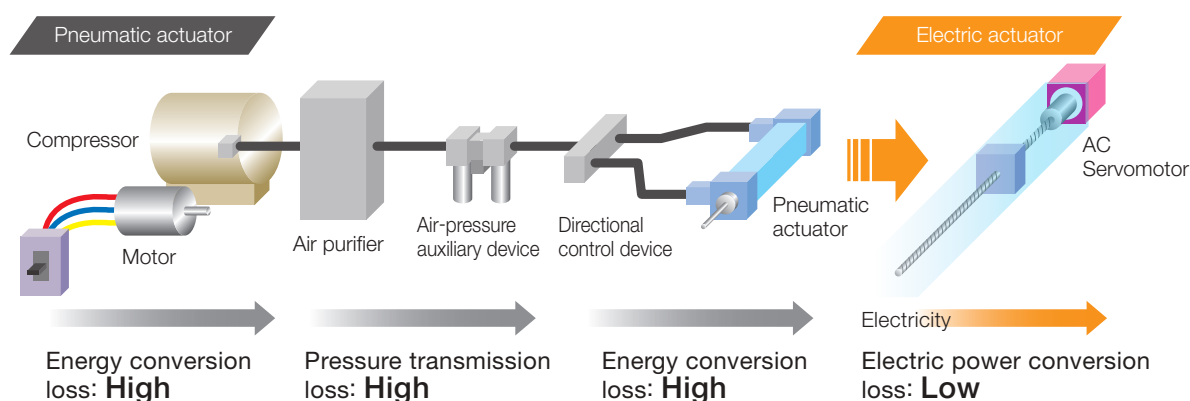 Pneumatic actuator
Electric actuator
Compressor
Motor
Air purifier
Air-pressure
auxiliary device
Directional
control device
Pneumatic
actuator
AC
Servomotor
Electricity
Energy conversion
loss: High
Pressure transmission
loss: High
Energy conversion
loss: High
Electric power conversion
loss: Low